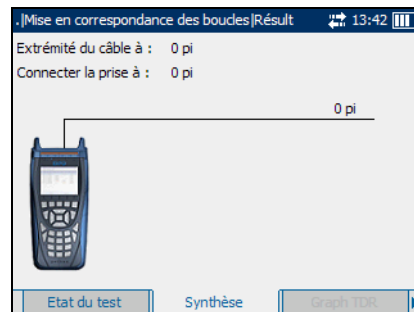 .|Mise en correspondance des boucles|Résult 13:42
Extrémité du câble à : 0 pi
Connecter la prise à : 0 pi
0 pi
Etat du test Synthèse Graph TDR